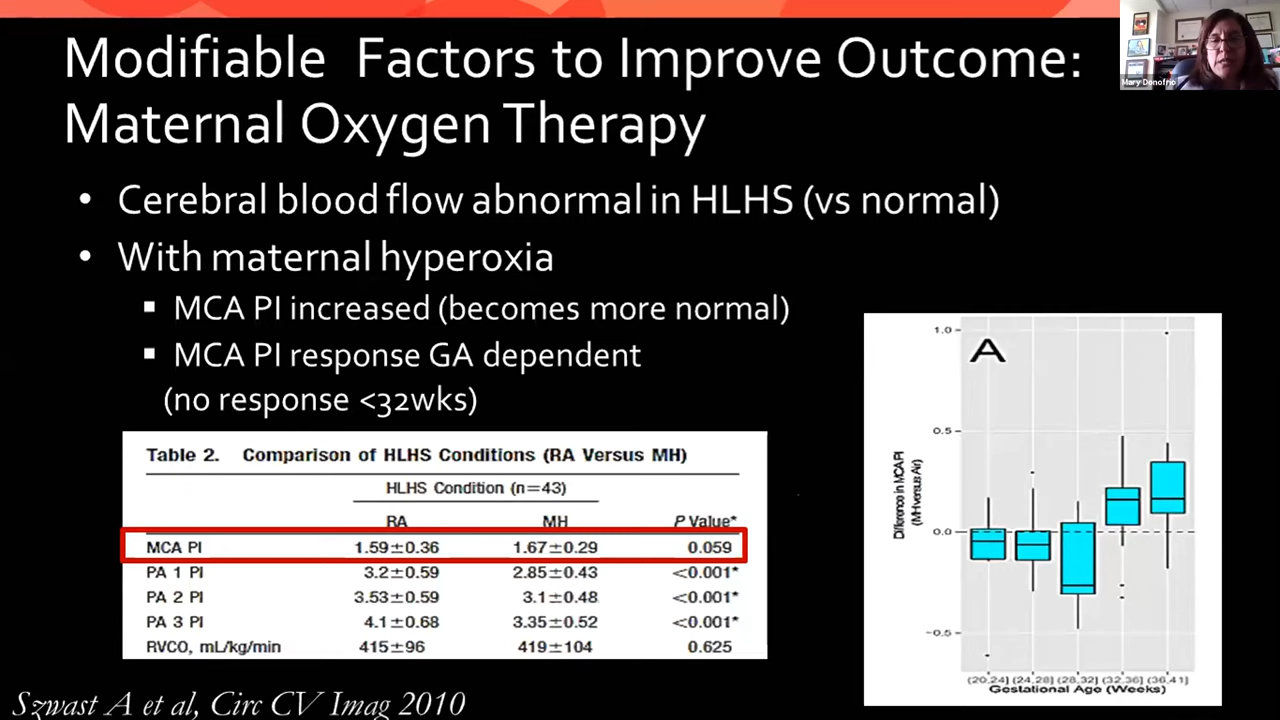 Modifiable Factors to Improve Outcome:
Maternal Oxygen Therapy
Mary Donofrio
• Cerebral blood flow abnormal in HLHS (vs normal)
• With maternal hyperoxia
▪ MCA PI increased (becomes more normal)
▪ MCA PI response GA dependent
(no response <32wks)
Table 2. Comparison of HLHS Conditions (RA Versus MH)
HLHS Condition (n=43)
RA MH P Value*
MCA PI 1.59±0.36 1.67±0.29 0.059
PA 1 PI 3.2±0.59 2.85±0.43 <0.001*
PA 2 PI 3.53±0.59 3.1±0.48 <0.001*
PA 3 PI 4.1±0.68 3.35±0.52 <0.001*
RVCO, mL/kg/min 415±96 419±104 0.625
A
1.0
0.5
0.0
-0.5
Difference in MCA PI
(MH versus Air)
(20,24] (24,28] (28,32] (32,36] (36,41]
Gestational Age (Weeks)
Szwast A et al, Circ CV Imag 2010